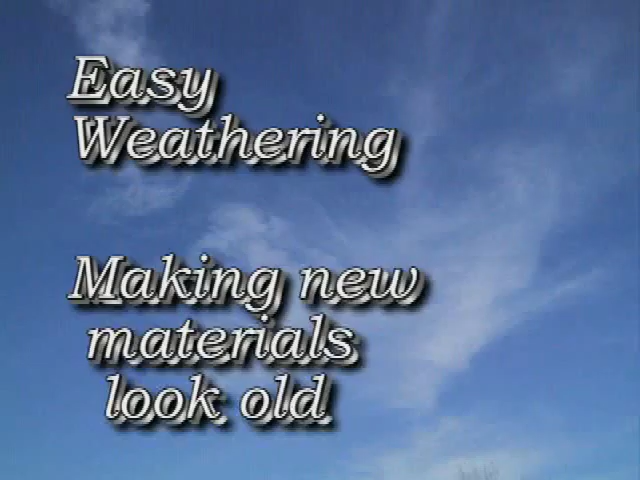 Easy
Weathering
Making new
materials
look old